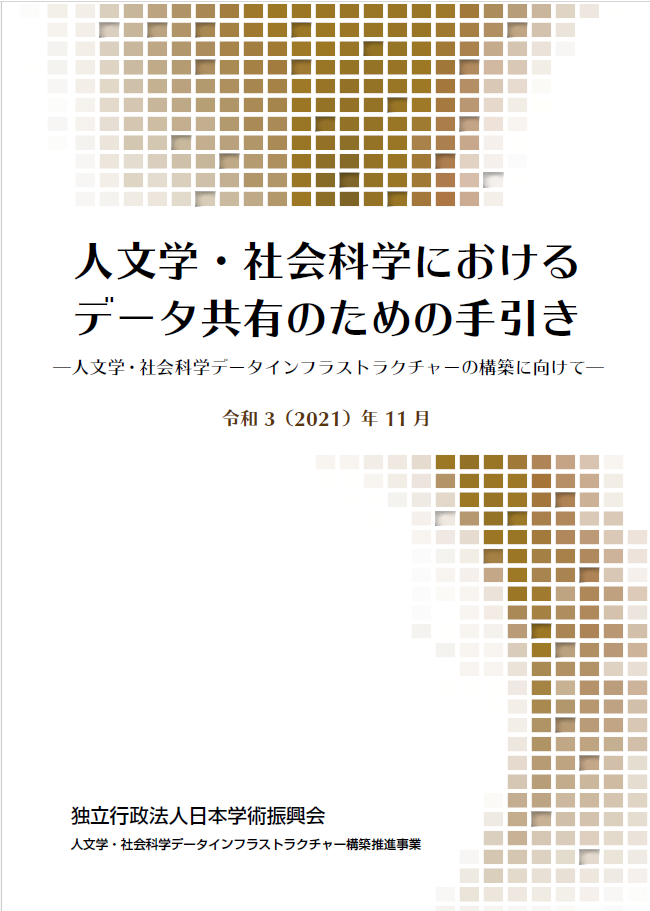 人文学・社会科学における
データ共有のための手引き
―人文学・社会科学データインフラストラクチャーの構築に向けて―
令和 3（2021）年 11 月
独立行政法人日本学術振興会
人文学・社会科学データインフラストラクチャー構築推進事業